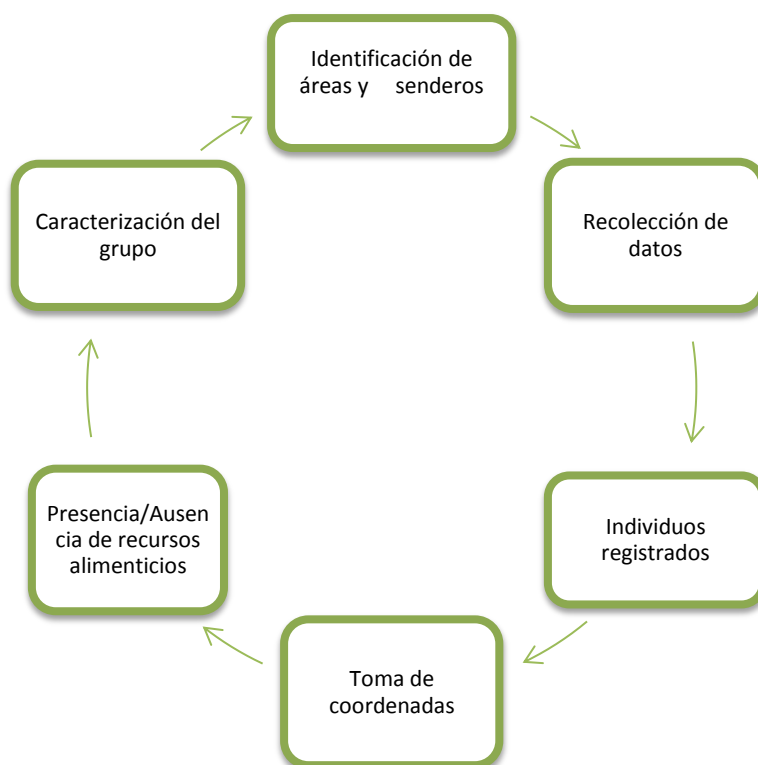 Identificación de
áreas y senderos
Recolección de
datos
Individuos
registrados
Toma de
coordenadas
Presencia/Ausen
cia de recursos
alimenticios
Caracterización del
grupo